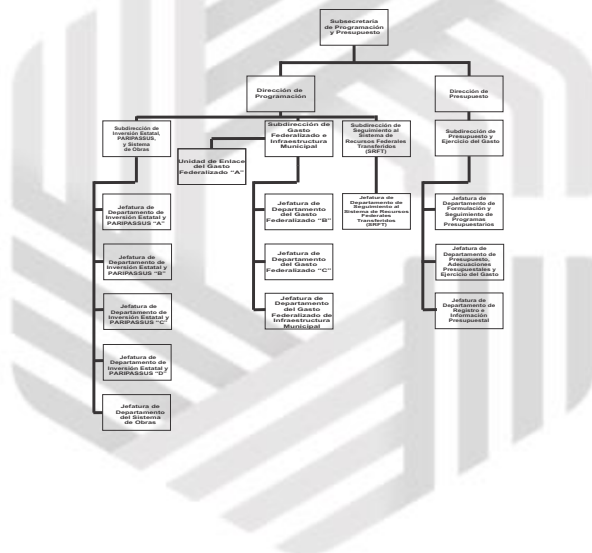 Subsecretaría
de Programación
y Presupuesto
Dirección de
Programación
Dirección de
Presupuesto
Subdirección de
Inversión Estatal,
PARIPASSUS,
y Sistema
de Obras
Subdirección de
Gasto
Federalizado e
Infraestructura
Municipal
Subdirección de
Seguimiento al
Sistema de
Recursos Federales
Transferidos
(SRFT)
Subdirección de
Presupuesto y
Ejercicio del Gasto
Unidad de Enlace
del Gasto
Federalizado "A"
Jefatura de
Departamento de
Inversión Estatal y
PARIPASSUS "A"
Jefatura de
Departamento
del Gasto
Federalizado "B"
Jefatura de
Departamento de
Seguimiento al
Sistema de Recursos
Federales
Transferidos
(SRFT)
Jefatura de
Departamento de
Formulación y
Seguimiento de
Programas
Presupuestarios
Jefatura de
Departamento de
Inversión Estatal y
PARIPASSUS "B"
Jefatura de
Departamento
del Gasto
Federalizado "C"
Jefatura de
Departamento de
Presupuesto,
Adecuaciones
Presupuestales y
Ejercicio del Gasto
Jefatura de
Departamento de
Inversión Estatal y
PARIPASSUS "C"
Jefatura de
Departamento
del Gasto
Federalizado de
Infraestructura
Municipal
Jefatura de
Departamento de
Registro e
Información
Presupuestal
Jefatura de
Departamento de
Inversión Estatal y
PARIPASSUS "D"
Jefatura de
Departamento
del Sistema
de Obras